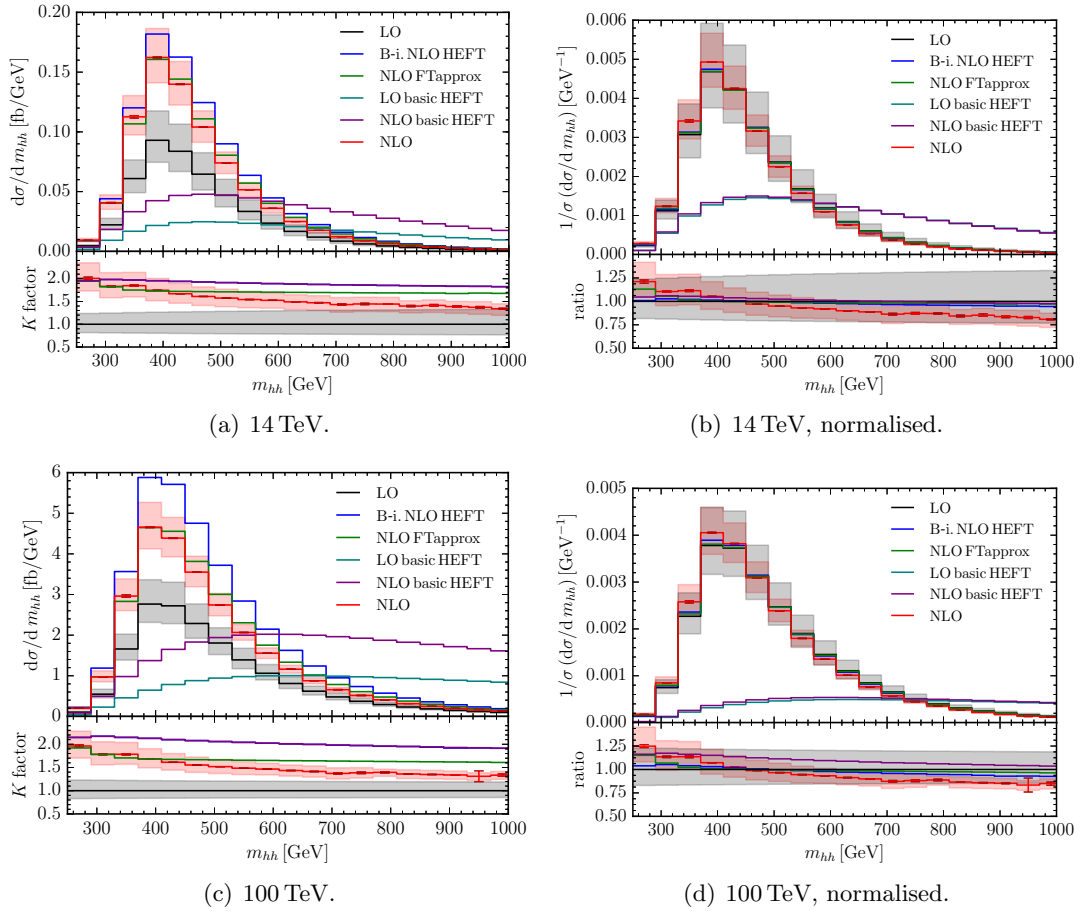 0.20
0.15
0.10
0.05
0.00
dσ/d m_hh [fb/GeV]
LO
B-i. NLO HEFT
NLO FTapprox
LO basic HEFT
NLO basic HEFT
NLO
2.0
1.5
1.0
0.5
K factor
300 400 500 600 700 800 900 1000
m_hh [GeV]
(a) 14 TeV.
0.006
0.005
0.004
0.003
0.002
0.001
0.000
1/σ (dσ/d m_hh) [GeV⁻¹]
LO
B-i. NLO HEFT
NLO FTapprox
LO basic HEFT
NLO basic HEFT
NLO
1.25
1.00
0.75
0.50
ratio
300 400 500 600 700 800 900 1000
m_hh [GeV]
(b) 14 TeV, normalised.
6
5
4
3
2
1
0
dσ/d m_hh [fb/GeV]
LO
B-i. NLO HEFT
NLO FTapprox
LO basic HEFT
NLO basic HEFT
NLO
2.0
1.5
1.0
0.5
K factor
300 400 500 600 700 800 900 1000
m_hh [GeV]
(c) 100 TeV.
0.005
0.004
0.003
0.002
0.001
0.000
1/σ (dσ/d m_hh) [GeV⁻¹]
LO
B-i. NLO HEFT
NLO FTapprox
LO basic HEFT
NLO basic HEFT
NLO
1.25
1.00
0.75
0.50
ratio
300 400 500 600 700 800 900 1000
m_hh [GeV]
(d) 100 TeV, normalised.